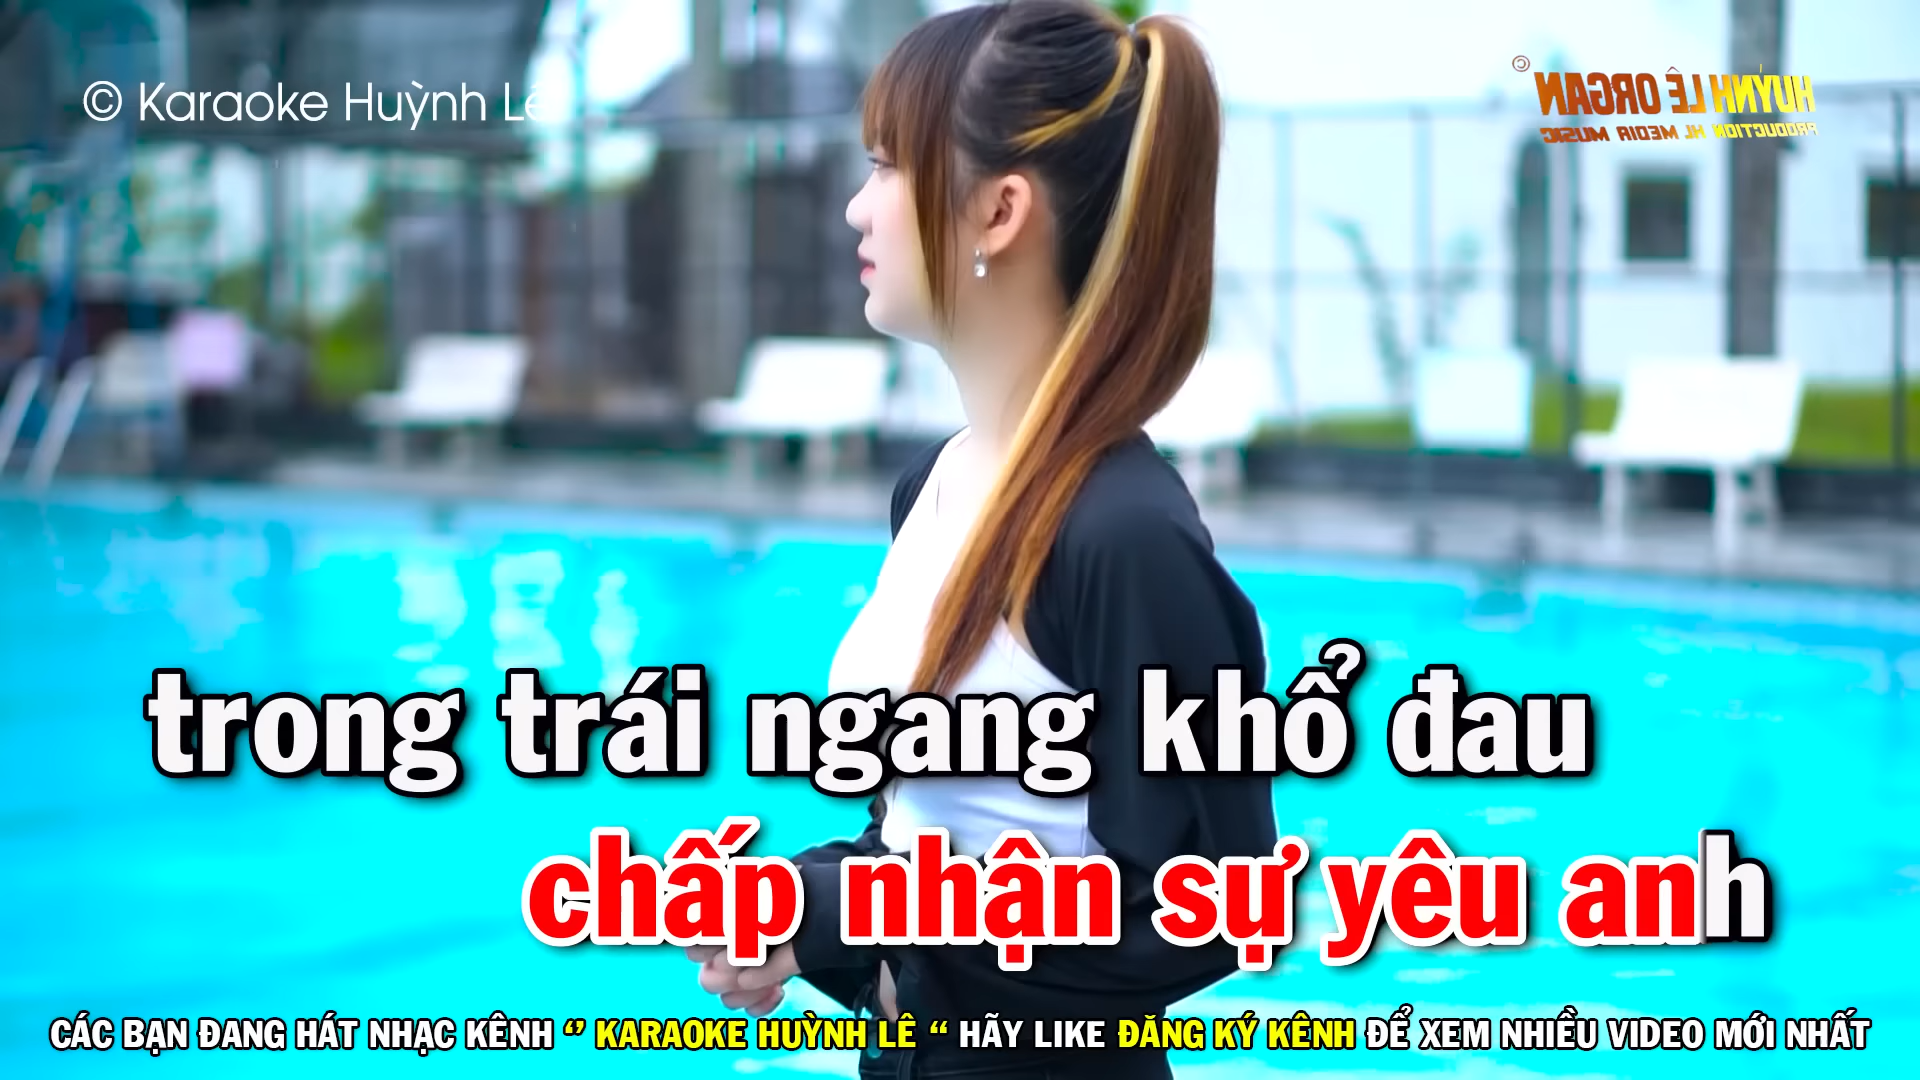 © Karaoke Huỳnh Lê
© HUỲNH LÊ ORGAN
PRODUCTION HL MEDIA MUSIC
trong trái ngang khổ đau
chấp nhận sự yêu anh
CÁC BẠN ĐANG HÁT NHẠC KÊNH “ KARAOKE HUỲNH LÊ “ HÃY LIKE ĐĂNG KÝ KÊNH ĐỂ XEM NHIỀU VIDEO MỚI NHẤT